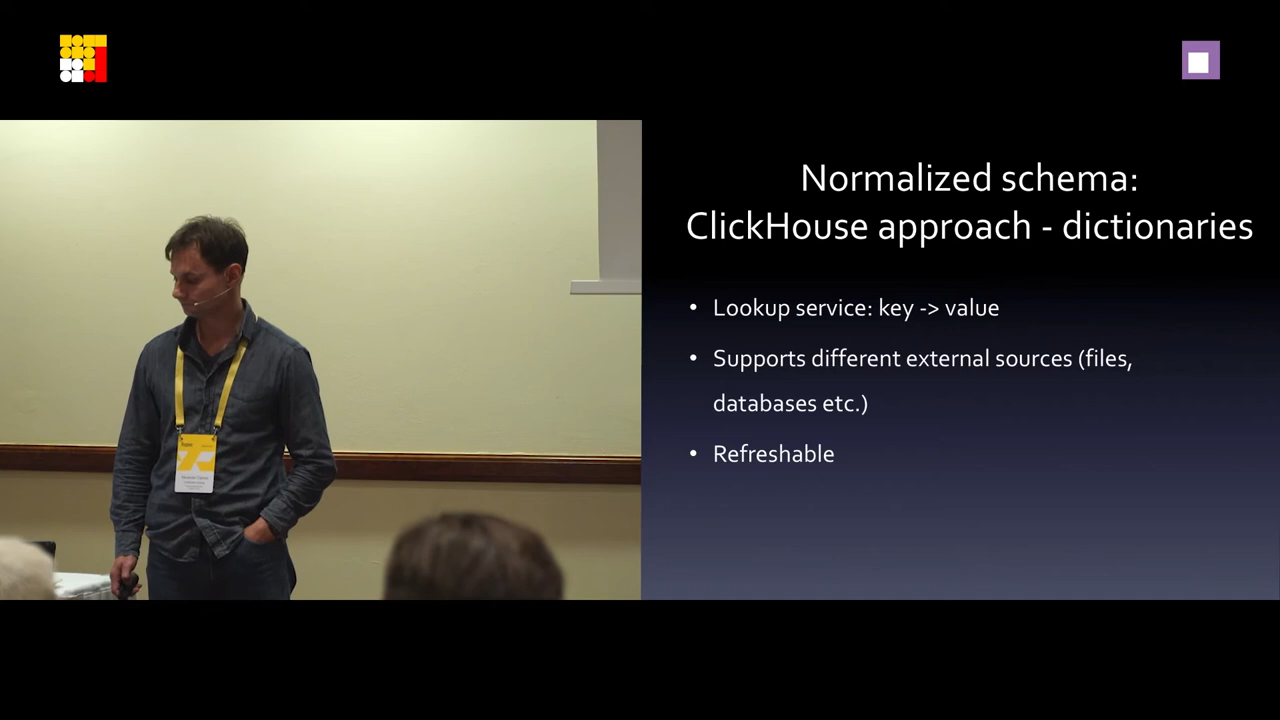 Normalized schema:
ClickHouse approach - dictionaries
• Lookup service: key -> value
• Supports different external sources (files,
databases etc.)
• Refreshable